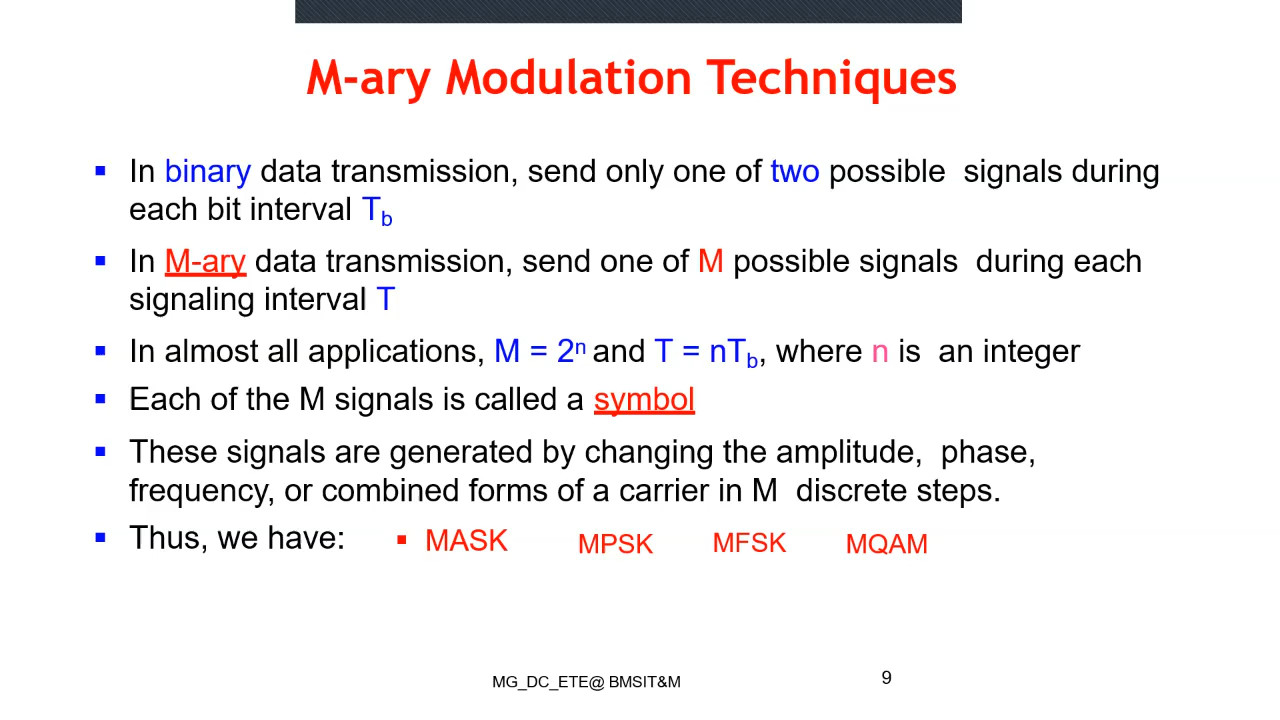 M-ary Modulation Techniques
▪ In binary data transmission, send only one of two possible signals during
each bit interval T_b
▪ In M-ary data transmission, send one of M possible signals during each
signaling interval T
▪ In almost all applications, M = 2ⁿ and T = nT_b, where n is an integer
▪ Each of the M signals is called a symbol
▪ These signals are generated by changing the amplitude, phase,
frequency, or combined forms of a carrier in M discrete steps.
▪ Thus, we have: ▪ MASK MPSK MFSK MQAM
MG_DC_ETE@ BMSIT&M 9